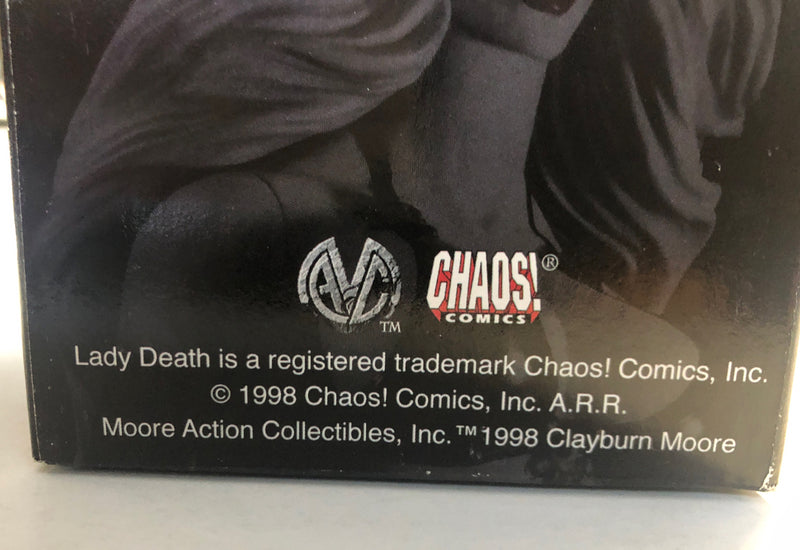 MAC TM
CHAOS!®
COMICS
Lady Death is a registered trademark Chaos! Comics, Inc.
© 1998 Chaos! Comics, Inc. A.R.R.
Moore Action Collectibles, Inc.™1998 Clayburn Moore